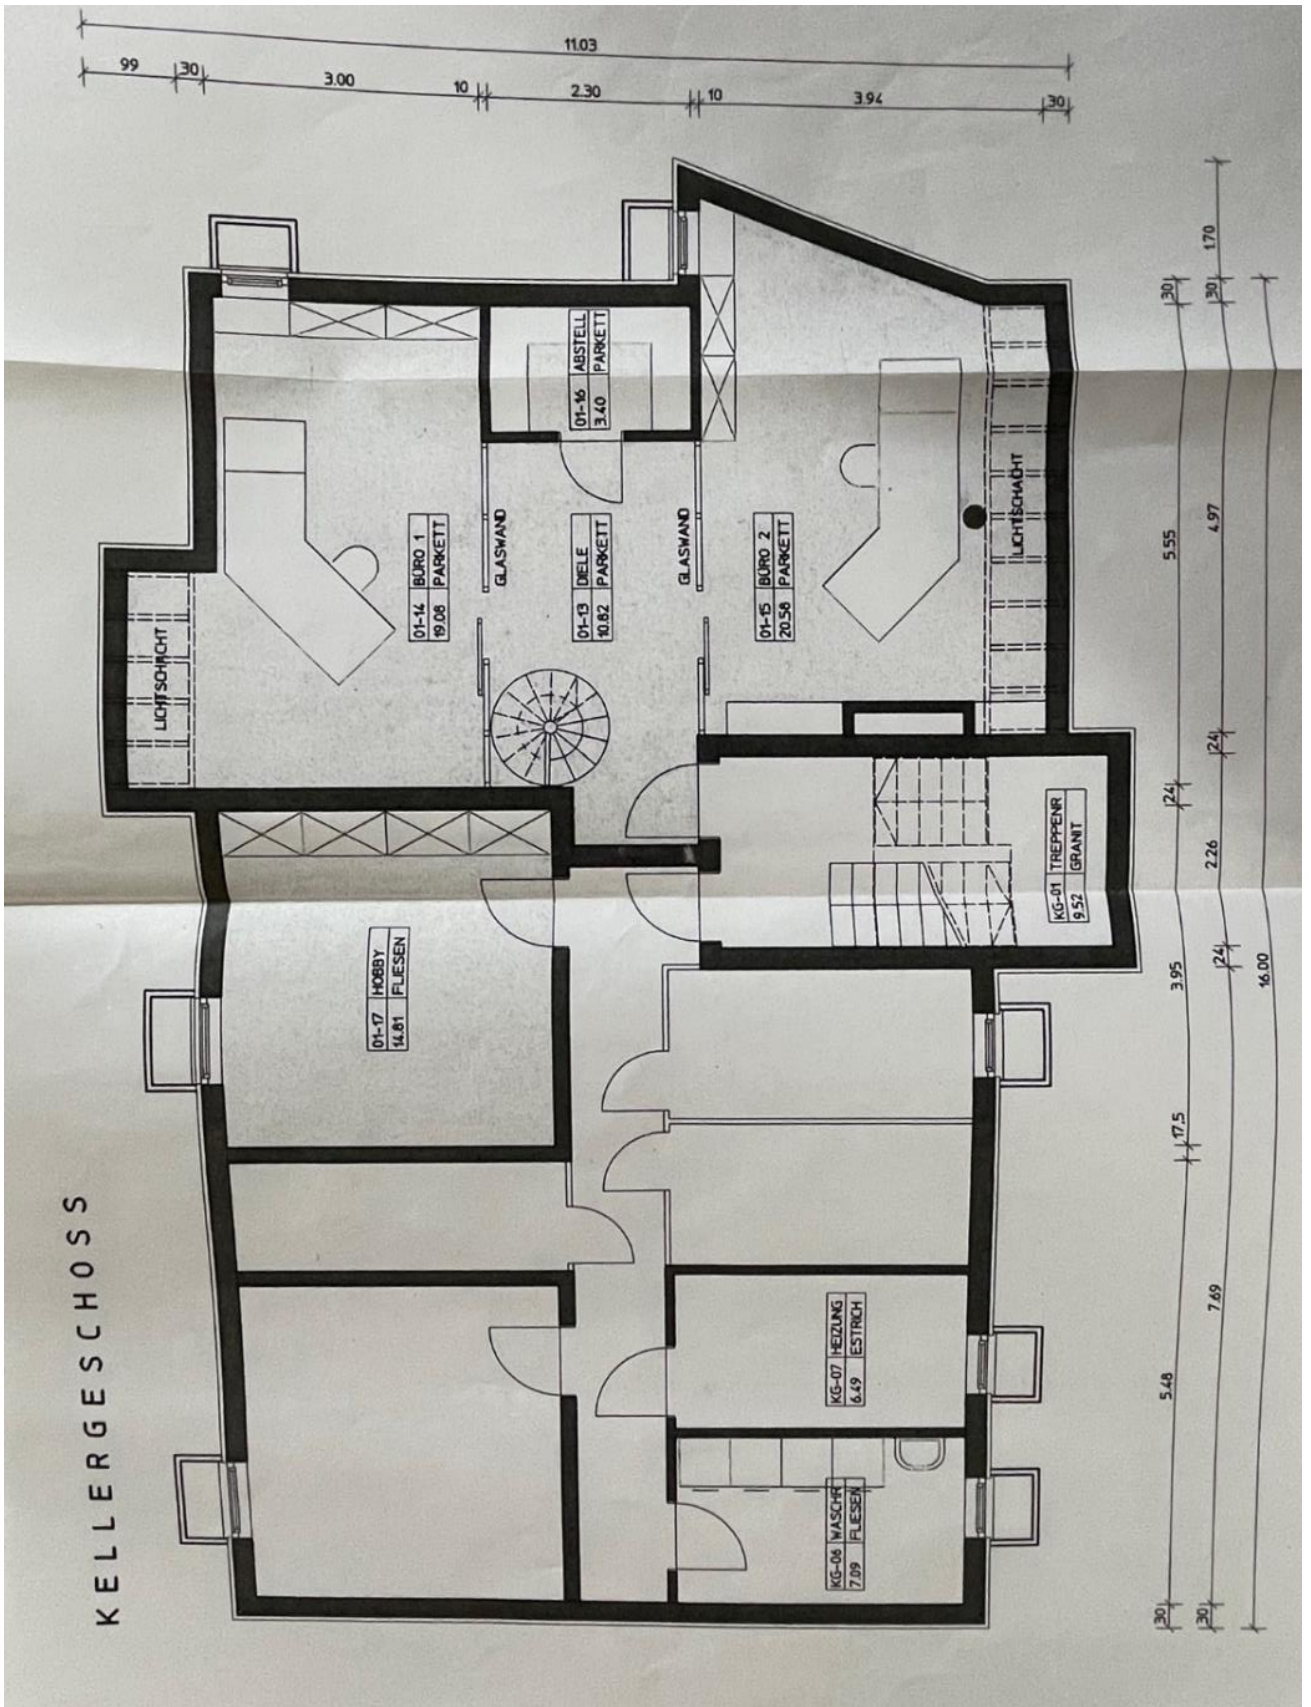 KELLERGESCHOSS
LICHTSCHACHT
01-17 HOBBY
14.81 FLIESEN
01-14 BÜRO 1
19.08 PARKETT
GLASWAND
01-13 DIELE
10.82 PARKETT
01-16 ABSTELL
3.40 PARKETT
GLASWAND
01-15 BÜRO 2
20.58 PARKETT
KG-06 WASCHR
7.09 FLIESEN
KG-07 HEIZUNG
6.49 ESTRICH
LICHTSCHACHT
KG-01 TREPPENR
9.52 GRANIT
99 30 3.00 10 2.30 10 3.94 30
11.03
30 5.48 17.5 3.95 24 5.55 30
30 7.69 24 2.26 24 4.97 30 1.70
16.00